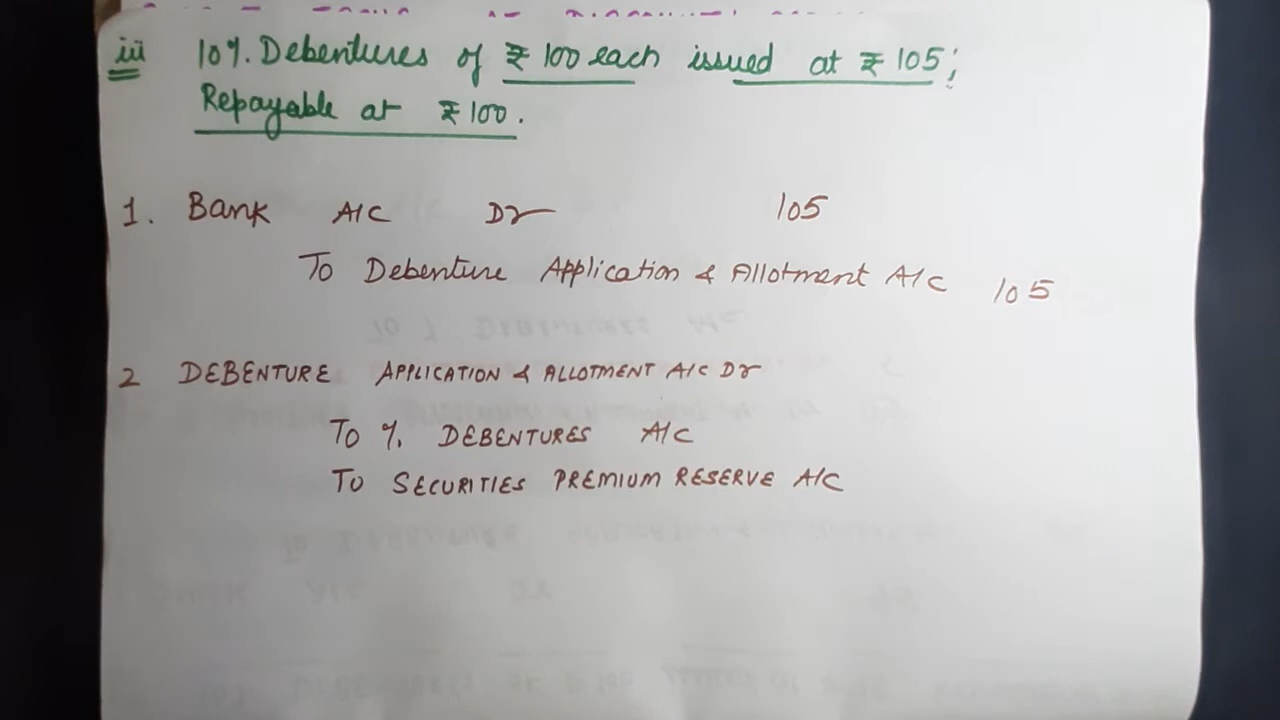 iii 10%. Debentures of ₹ 100 each issued at ₹ 105;
Repayable at ₹ 100.
1. Bank A/C Dr 105
To Debenture Application & Allotment A/C 105
2 DEBENTURE APPLICATION & ALLOTMENT A/C Dr
To %. DEBENTURES A/C
To SECURITIES PREMIUM RESERVE A/C